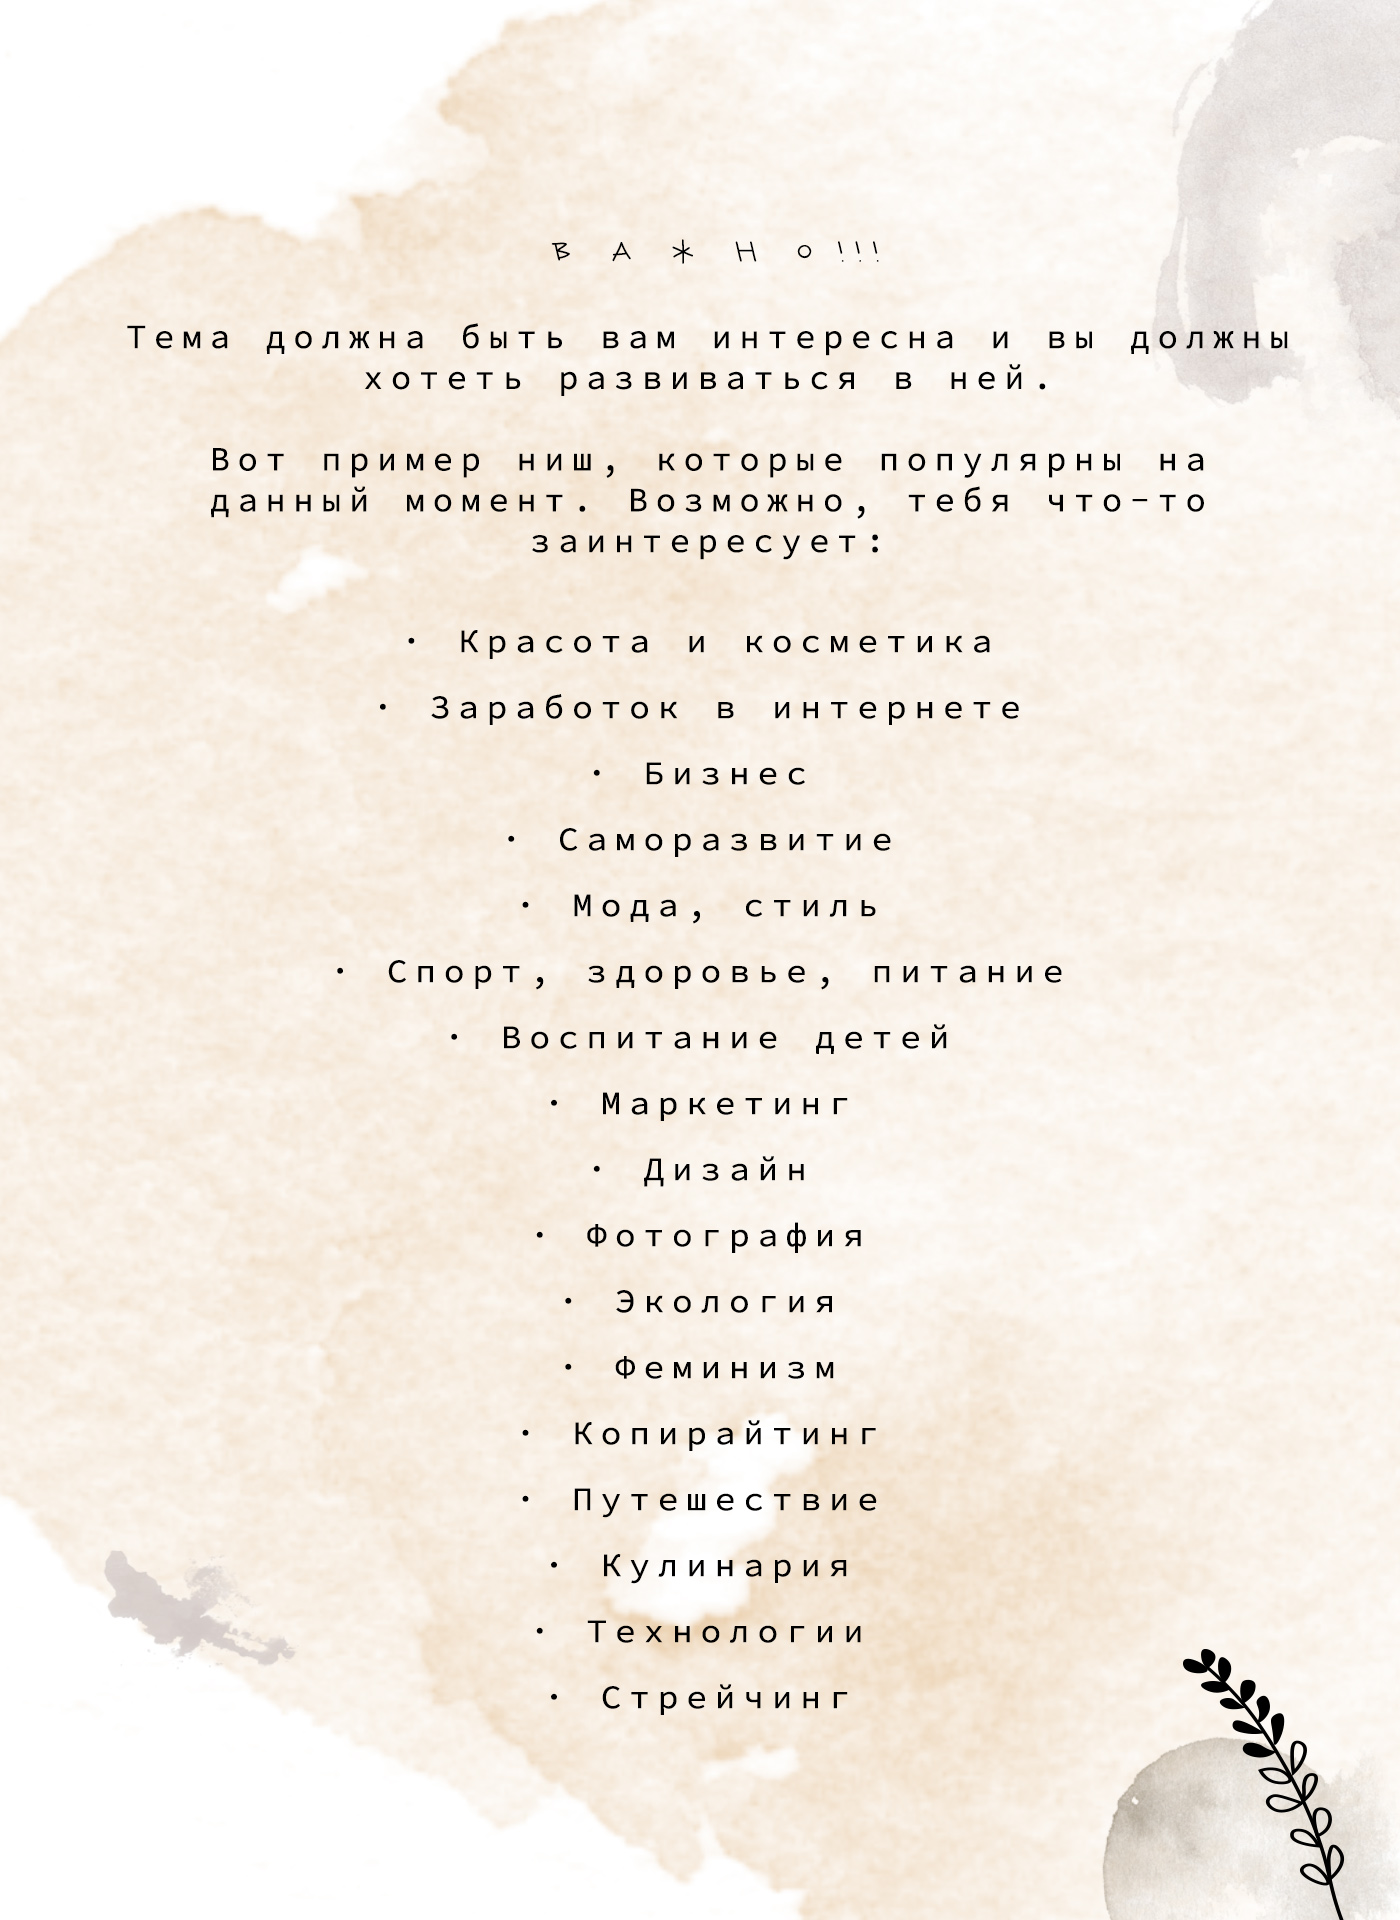 В А Ж Н О!!!
Тема должна быть вам интересна и вы должны
хотеть развиваться в ней.
Вот пример ниш, которые популярны на
данный момент. Возможно, тебя что-то
заинтересует:
· Красота и косметика
· Заработок в интернете
· Бизнес
· Саморазвитие
· Мода, стиль
· Спорт, здоровье, питание
· Воспитание детей
· Маркетинг
· Дизайн
· Фотография
· Экология
· Феминизм
· Копирайтинг
· Путешествие
· Кулинария
· Технологии
· Стрейчинг